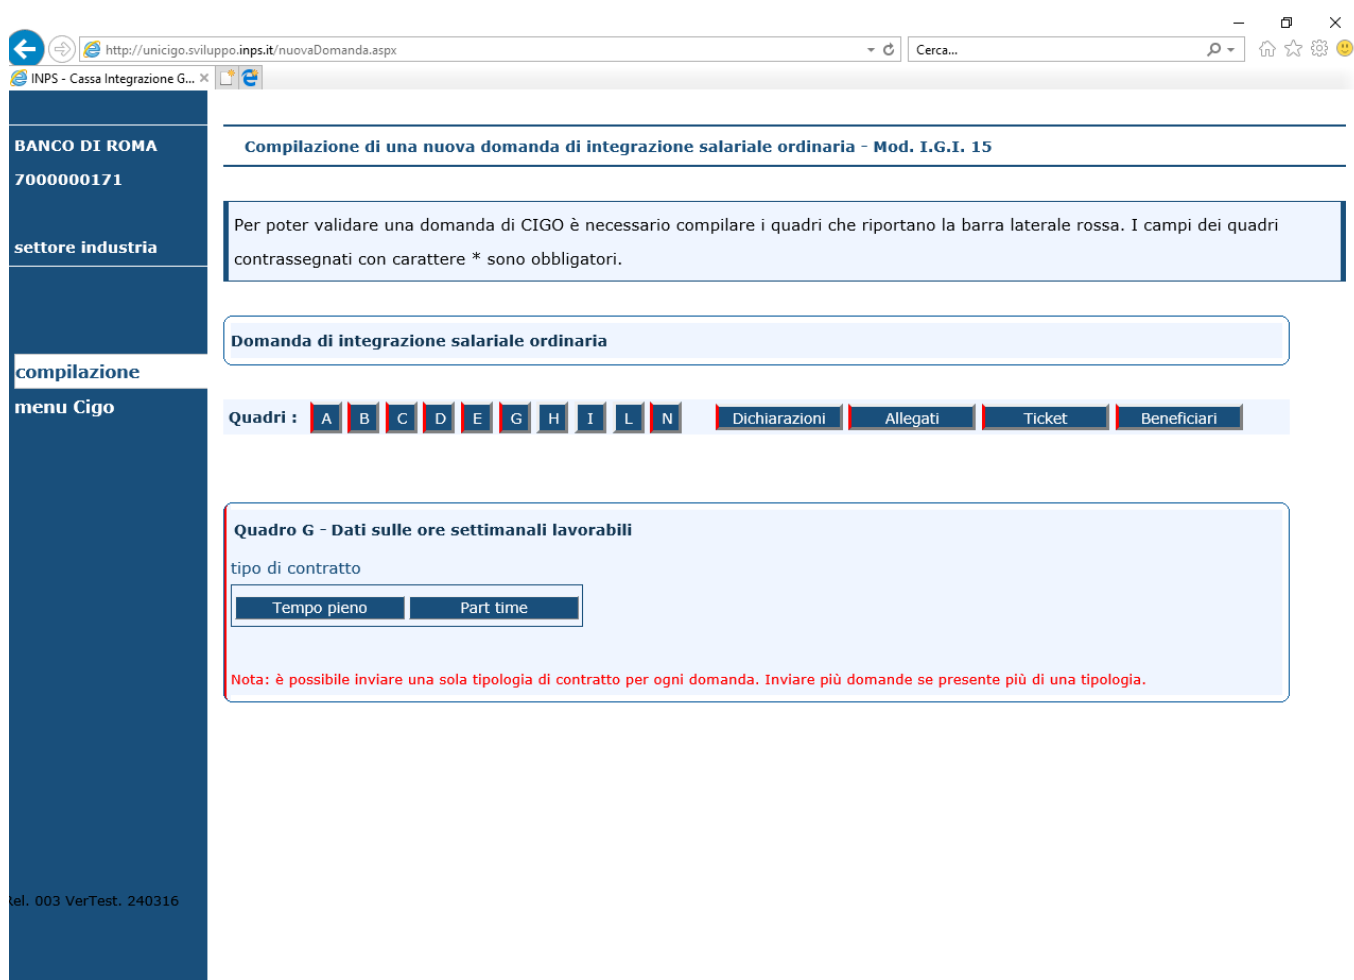 http://unicigo.sviluppo.inps.it/nuovaDomanda.aspx
Cerca...
INPS - Cassa Integrazione G...
BANCO DI ROMA
7000000171
settore industria
compilazione
menu Cigo
Compilazione di una nuova domanda di integrazione salariale ordinaria - Mod. I.G.I. 15
Per poter validare una domanda di CIGO è necessario compilare i quadri che riportano la barra laterale rossa. I campi dei quadri
contrassegnati con carattere * sono obbligatori.
Domanda di integrazione salariale ordinaria
Quadri : A B C D E G H I L N Dichiarazioni Allegati Ticket Beneficiari
Quadro G - Dati sulle ore settimanali lavorabili
tipo di contratto
Tempo pieno Part time
Nota: è possibile inviare una sola tipologia di contratto per ogni domanda. Inviare più domande se presente più di una tipologia.
Rel. 003 VerTest. 240316